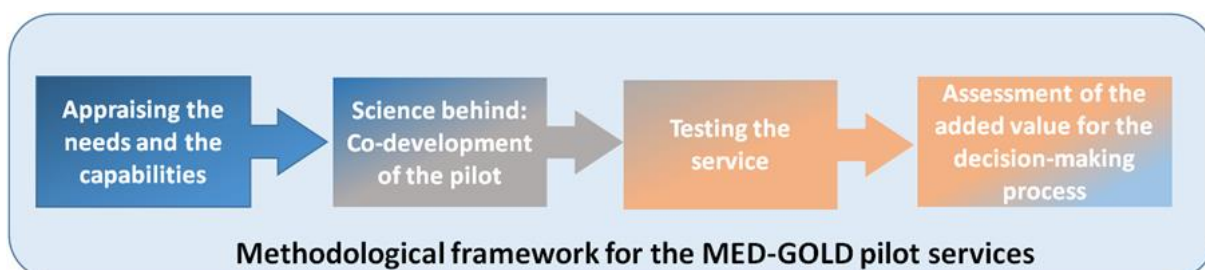 Appraising the
needs and the
capabilities
Science behind:
Co-development
of the pilot
Testing the
service
Assessment of the
added value for the
decision-making
process
Methodological framework for the MED-GOLD pilot services